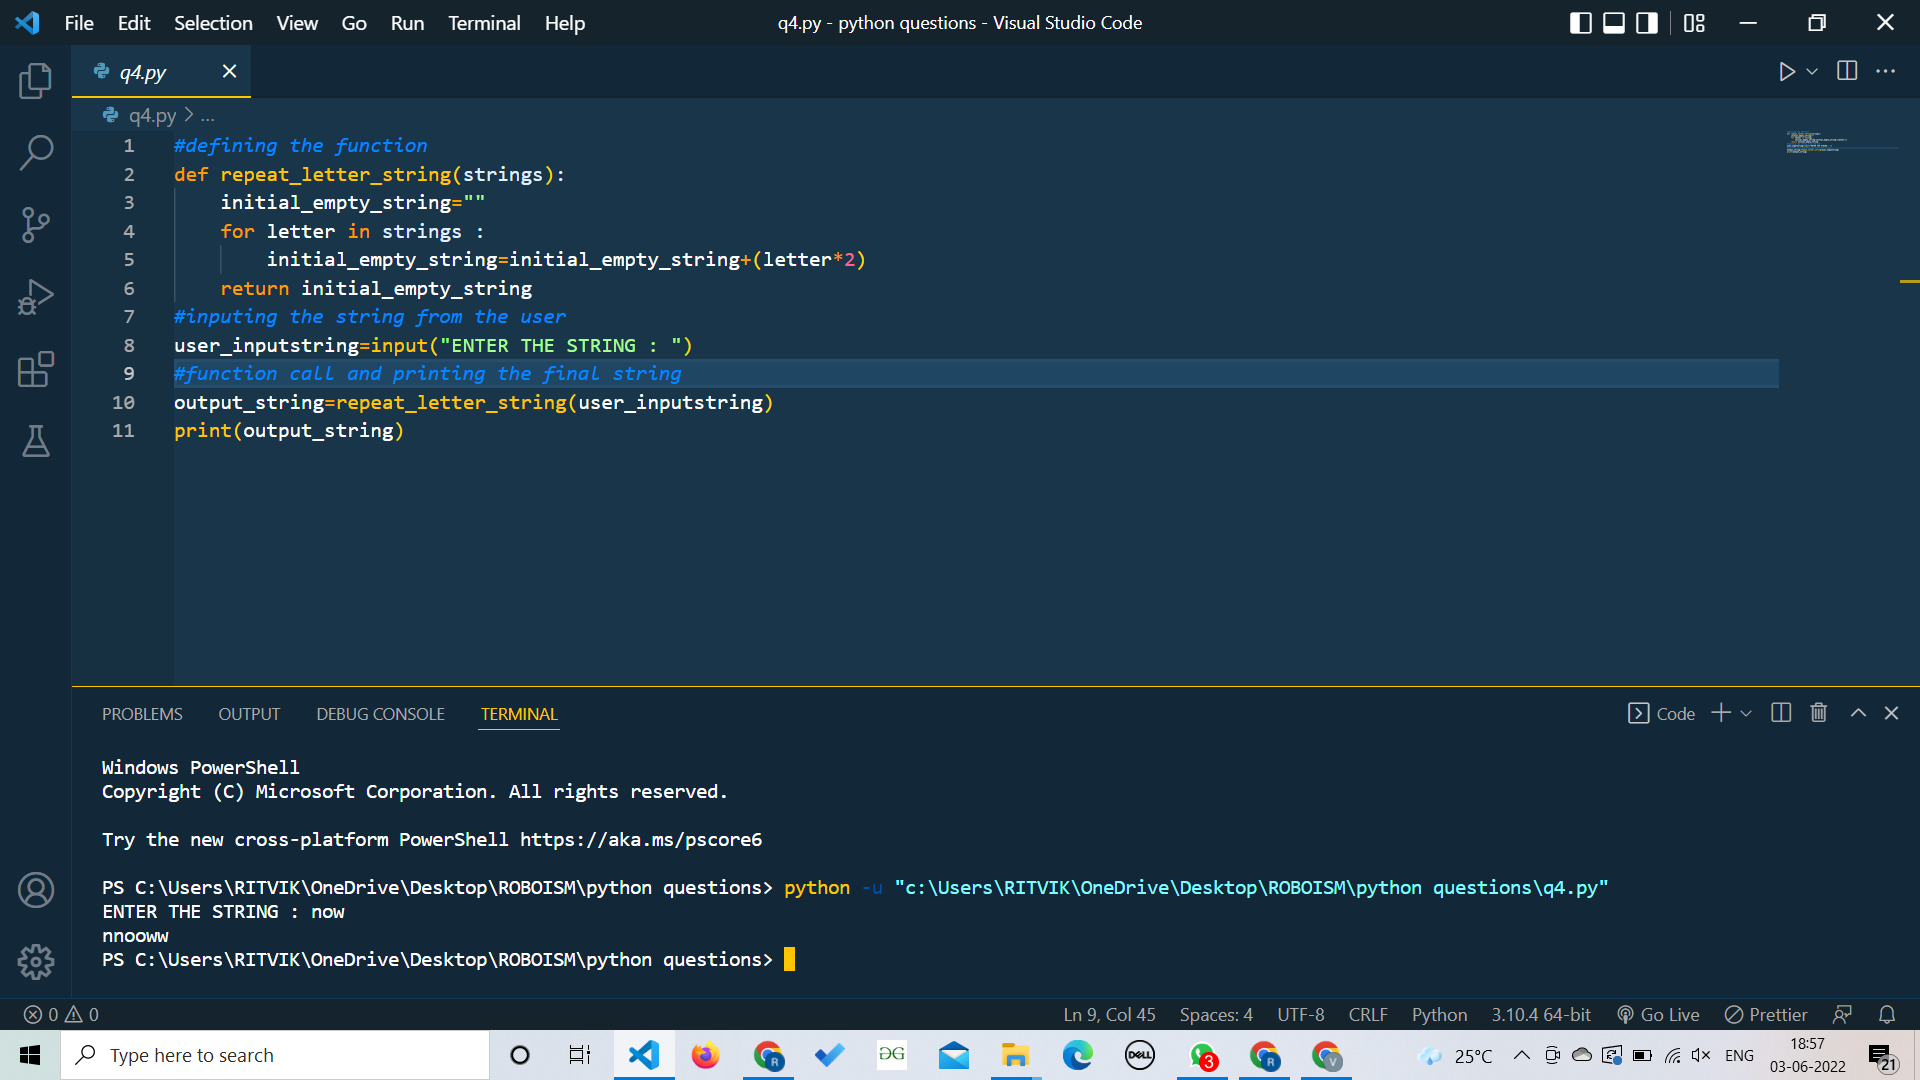 File Edit Selection View Go Run Terminal Help q4.py - python questions - Visual Studio Code
q4.py
q4.py > ...
1 #defining the function
2 def repeat_letter_string(strings):
3     initial_empty_string=""
4     for letter in strings :
5         initial_empty_string=initial_empty_string+(letter*2)
6     return initial_empty_string
7 #inputing the string from the user
8 user_inputstring=input("ENTER THE STRING : ")
9 #function call and printing the final string
10 output_string=repeat_letter_string(user_inputstring)
11 print(output_string)
PROBLEMS OUTPUT DEBUG CONSOLE TERMINAL Code
Windows PowerShell
Copyright (C) Microsoft Corporation. All rights reserved.
Try the new cross-platform PowerShell https://aka.ms/pscore6
PS C:\Users\RITVIK\OneDrive\Desktop\ROBOISM\python questions> python -u "c:\Users\RITVIK\OneDrive\Desktop\ROBOISM\python questions\q4.py"
ENTER THE STRING : now
nnooww
PS C:\Users\RITVIK\OneDrive\Desktop\ROBOISM\python questions>
0 0 Ln 9, Col 45 Spaces: 4 UTF-8 CRLF Python 3.10.4 64-bit Go Live Prettier
Type here to search DELL 3 R V R 25°C ENG 18:57
03-06-2022 21